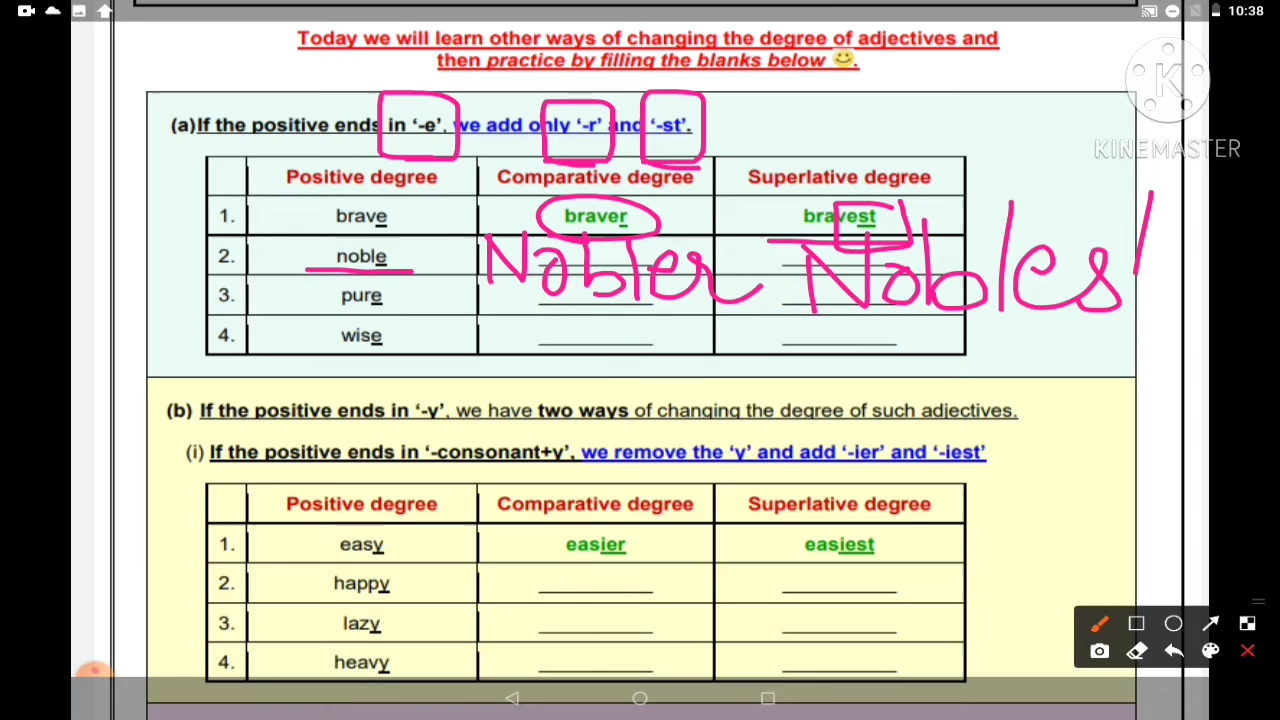 10:38
Today we will learn other ways of changing the degree of adjectives and
then practice by filling the blanks below 😊.
KINEMASTER
(a)If the positive ends in ‘-e’, we add only ‘-r’ and ‘-st’.
Positive degree Comparative degree Superlative degree
1. brave braver bravest
2. noble Nobler Nobles
3. pure
4. wise
(b) If the positive ends in ‘-y’, we have two ways of changing the degree of such adjectives.
(i) If the positive ends in ‘-consonant+y’, we remove the ‘y’ and add ‘-ier’ and ‘-iest’
Positive degree Comparative degree Superlative degree
1. easy easier easiest
2. happy
3. lazy
4. heavy